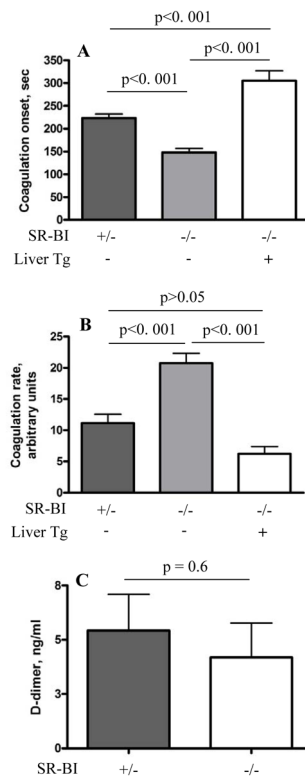 p<0. 001
A
p<0. 001
p<0. 001
Coagulation onset, sec
350
300
250
200
150
100
50
0
SR-BI +/- -/- -/-
Liver Tg - - +
p>0.05
B
p<0. 001
p<0. 001
Coagulation rate,
arbitrary units
25
20
15
10
5
0
SR-BI +/- -/- -/-
Liver Tg - - +
C
p = 0.6
D-dimer, ng/ml
8
5
3
0
SR-BI +/- -/-